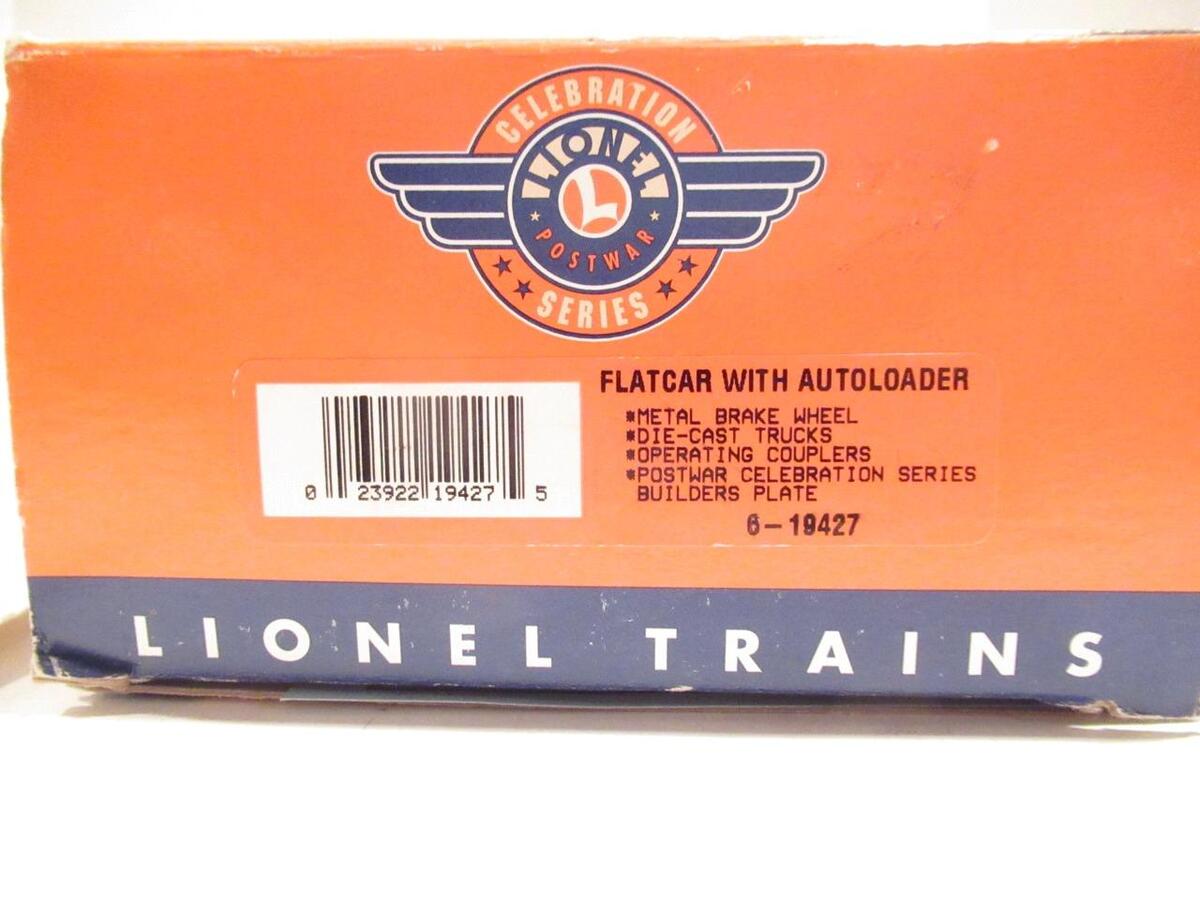 CELEBRATION
LIONEL
L
POSTWAR
SERIES
FLATCAR WITH AUTOLOADER
*METAL BRAKE WHEEL
*DIE-CAST TRUCKS
*OPERATING COUPLERS
*POSTWAR CELEBRATION SERIES
BUILDERS PLATE
0 23922 19427 5
6-19427
LIONEL TRAINS